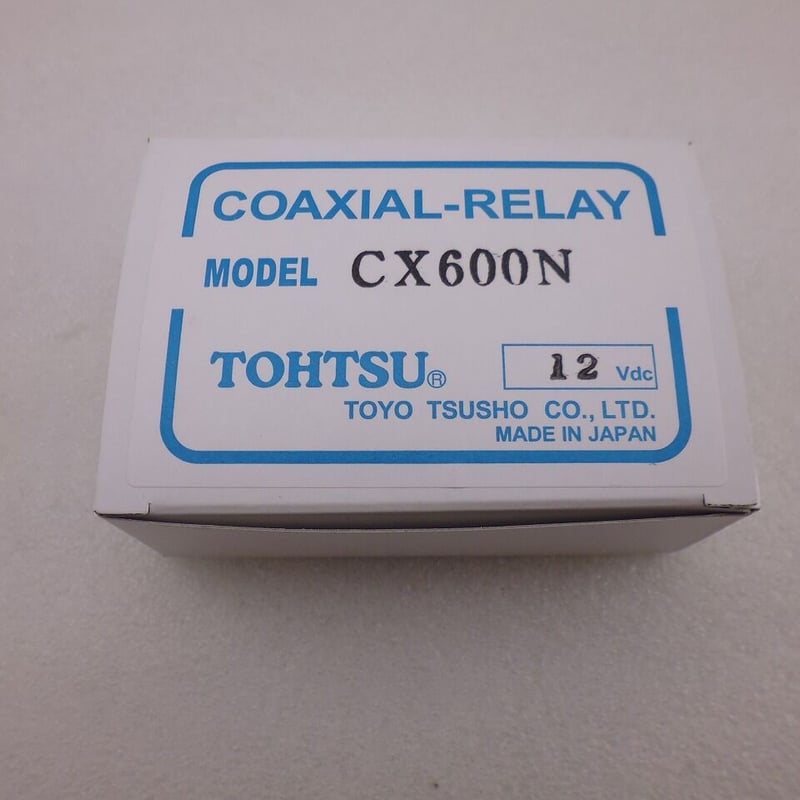 COAXIAL-RELAY
MODEL CX600N
TOHTSU® 12 Vdc
TOYO TSUSHO CO., LTD.
MADE IN JAPAN